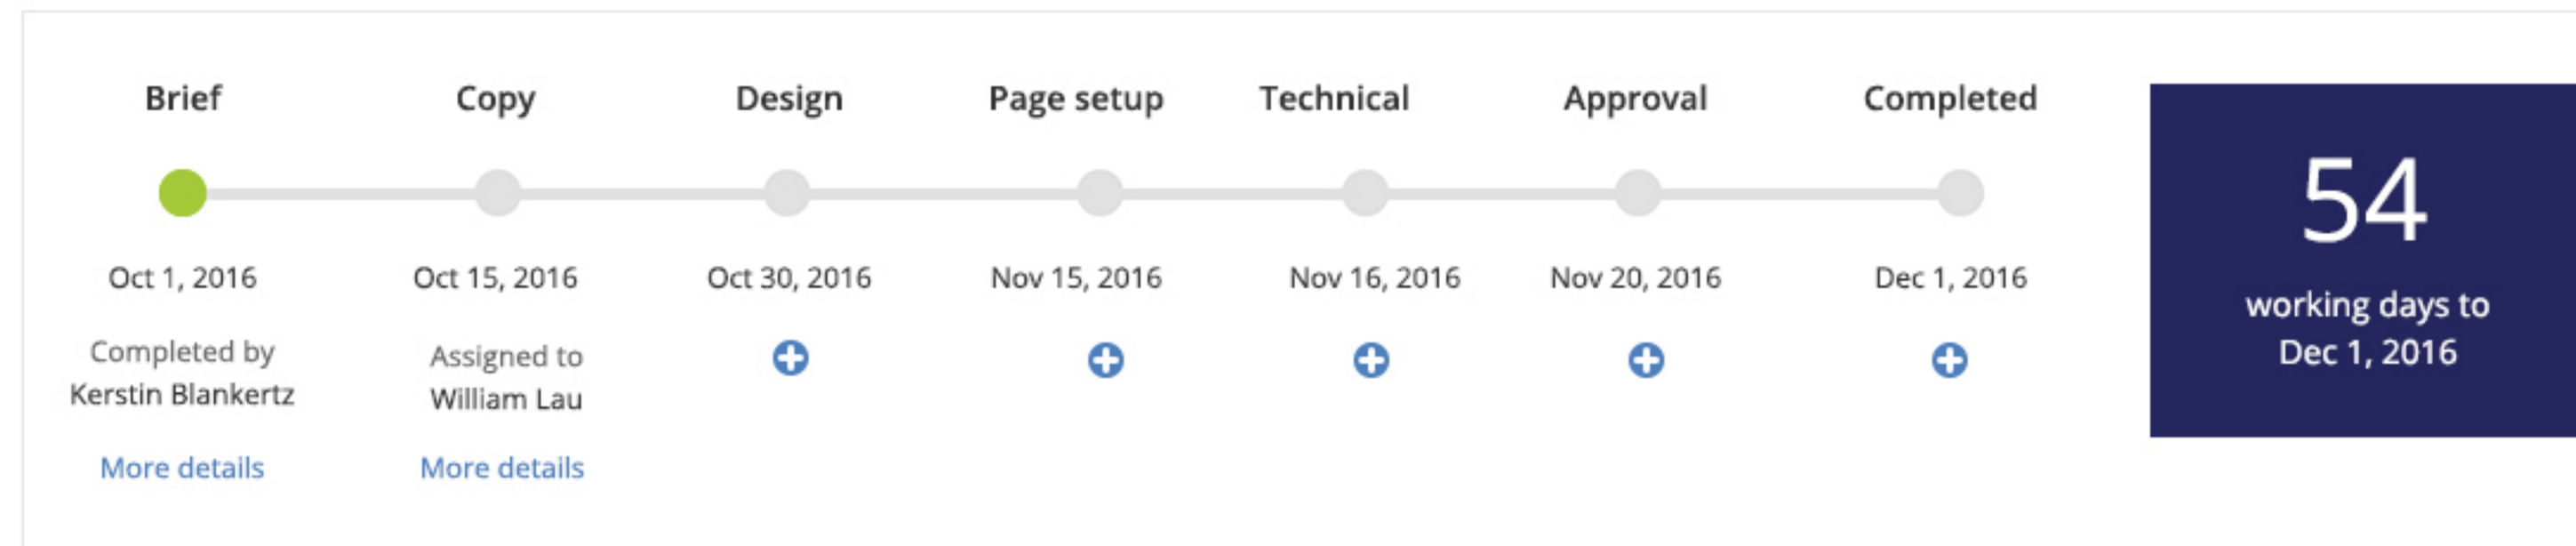 Brief
Copy
Design
Page setup
Technical
Approval
Completed
Oct 1, 2016
Oct 15, 2016
Oct 30, 2016
Nov 15, 2016
Nov 16, 2016
Nov 20, 2016
Dec 1, 2016
Completed by
Kerstin Blankertz
More details
Assigned to
William Lau
More details
54
working days to
Dec 1, 2016